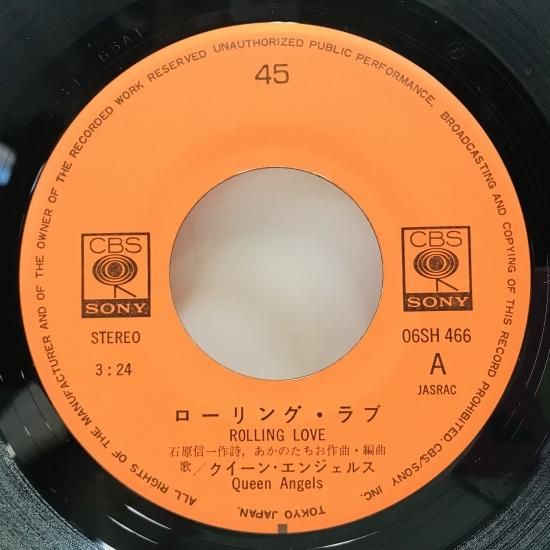 ALL RIGHTS OF THE MANUFACTURER AND OF THE OWNER OF THE RECORDED WORK RESERVED UNAUTHORIZED PUBLIC PERFORMANCE, BROADCASTING AND COPYING OF THIS RECORD PROHIBITED. CBS/SONY INC. TOKYO JAPAN.
45
CBS
SONY
CBS
SONY
STEREO
06SH 466
3:24
A
JASRAC
ローリング・ラブ
ROLLING LOVE
石原信一作詩，あかのたちお作曲・編曲
歌／クイーン・エンジェルス
Queen Angels